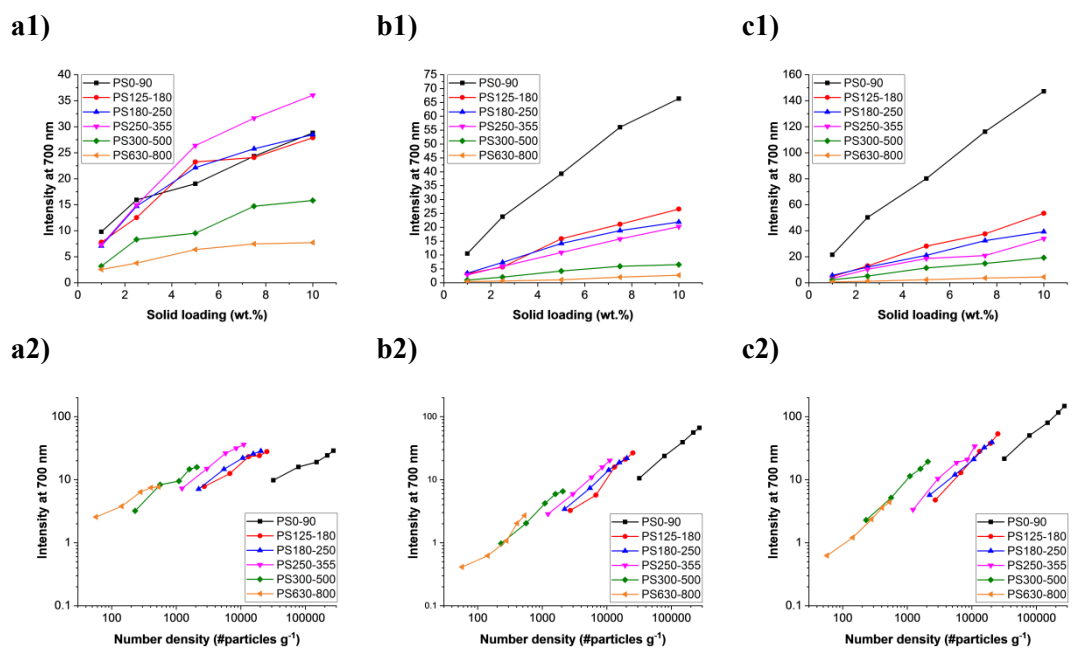 a1)
b1)
c1)
Intensity at 700 nm
40
35
30
25
20
15
10
5
0
PS0-90
PS125-180
PS180-250
PS250-355
PS300-500
PS630-800
0 2 4 6 8 10
Solid loading (wt.%)
Intensity at 700 nm
75
70
65
60
55
50
45
40
35
30
25
20
15
10
5
0
PS0-90
PS125-180
PS180-250
PS250-355
PS300-500
PS630-800
0 2 4 6 8 10
Solid loading (wt.%)
Intensity at 700 nm
160
140
120
100
80
60
40
20
0
PS0-90
PS125-180
PS180-250
PS250-355
PS300-500
PS630-800
0 2 4 6 8 10
Solid loading (wt.%)
a2)
b2)
c2)
Intensity at 700 nm
100
10
1
0.1
PS0-90
PS125-180
PS180-250
PS250-355
PS300-500
PS630-800
100 1000 10000 100000
Number density (#particles g⁻¹)
Intensity at 700 nm
100
10
1
0.1
PS0-90
PS125-180
PS180-250
PS250-355
PS300-500
PS630-800
100 1000 10000 100000
Number density (#particles g⁻¹)
Intensity at 700 nm
100
10
1
0.1
PS0-90
PS125-180
PS180-250
PS250-355
PS300-500
PS630-800
100 1000 10000 100000
Number density (#particles g⁻¹)